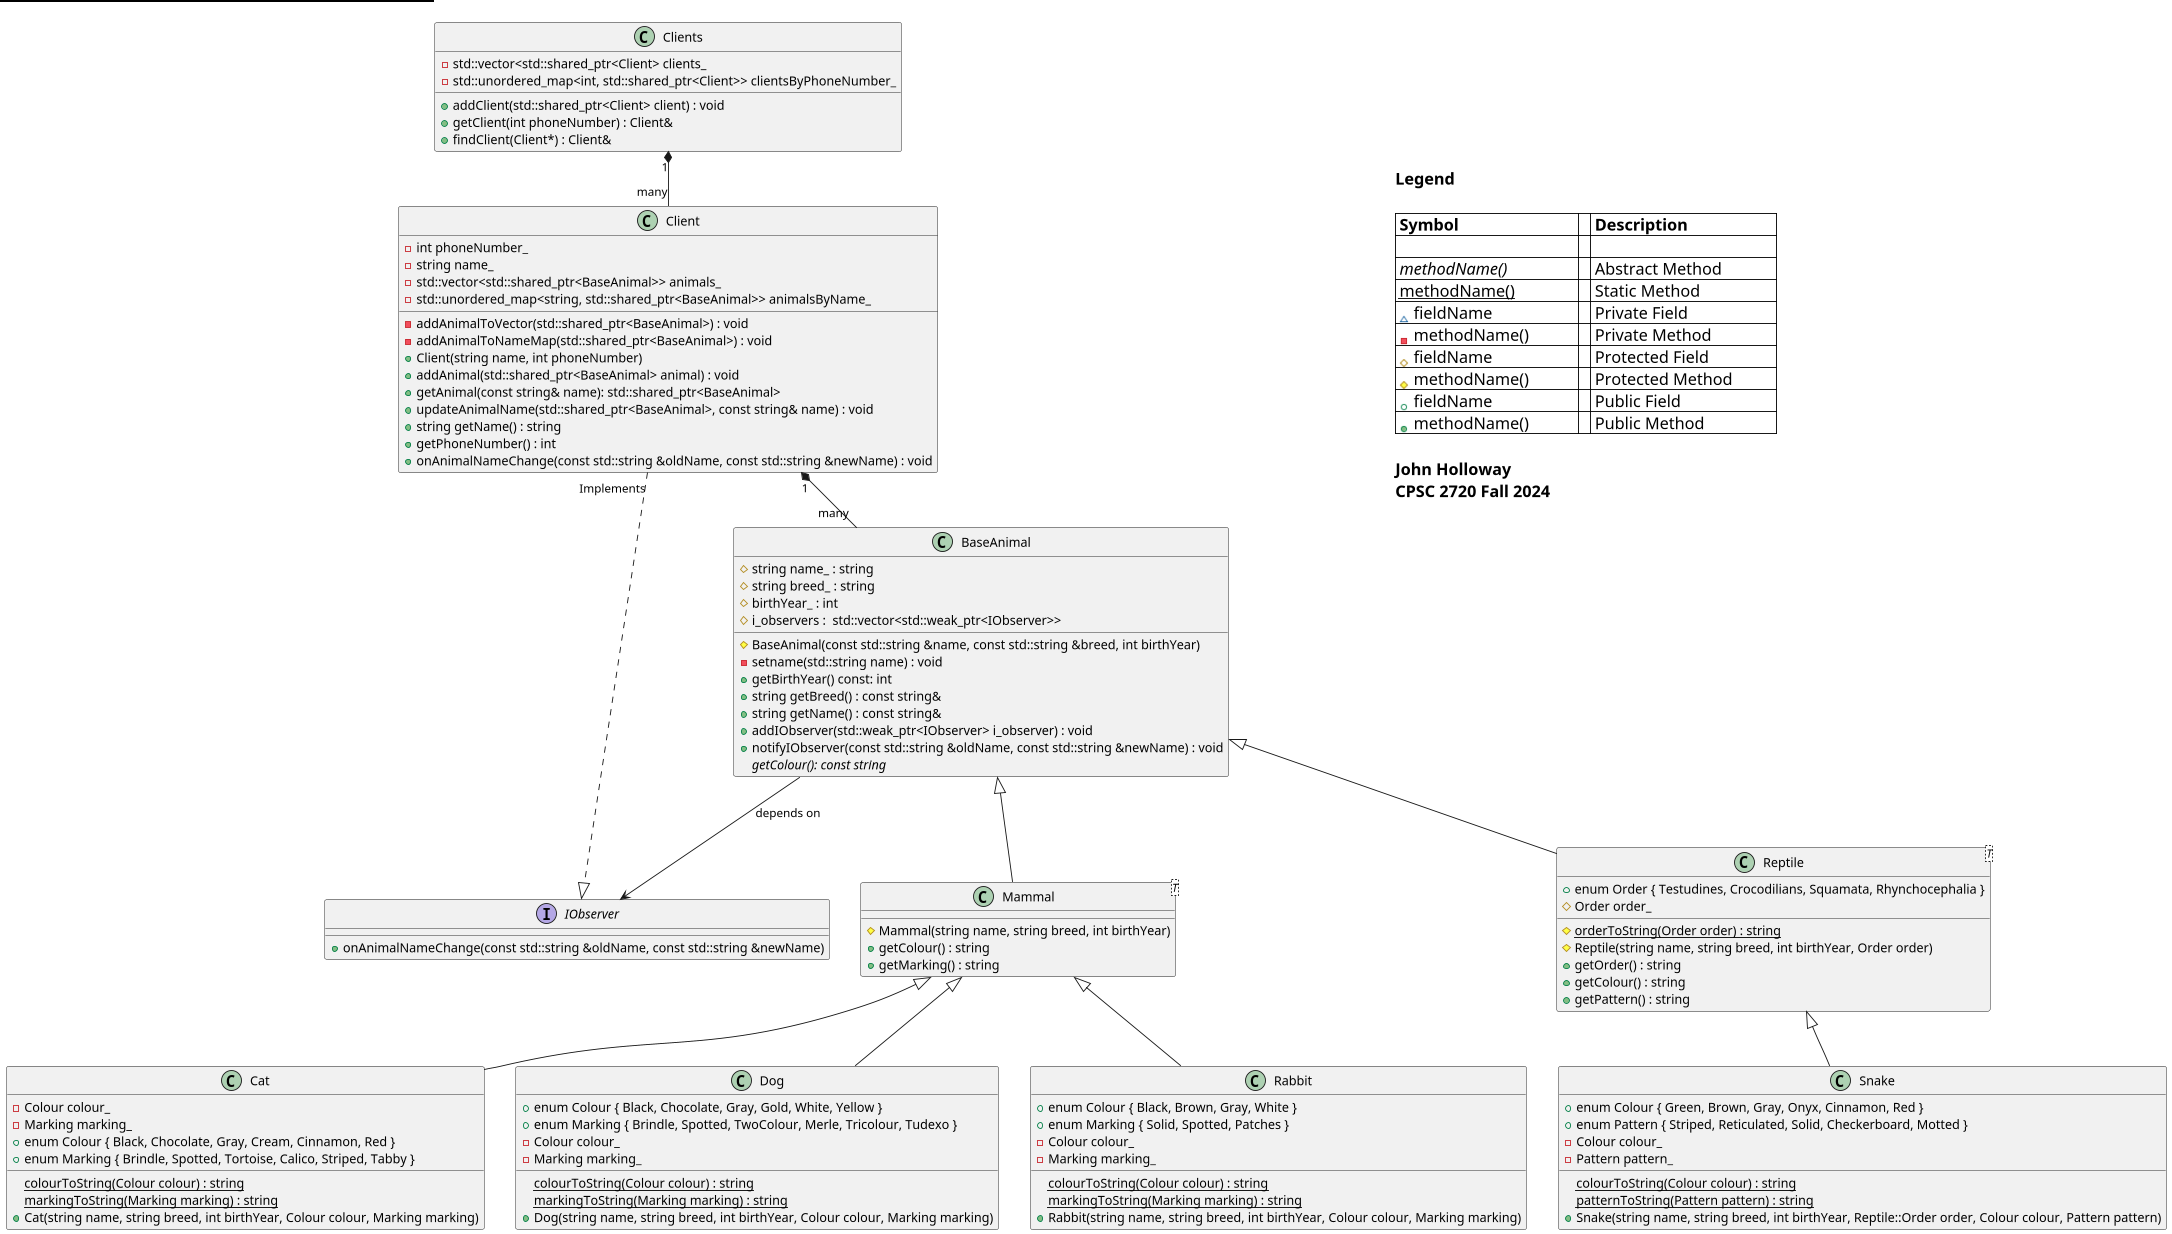 Clients
std::vector<std::shared_ptr<Client> clients_
std::unordered_map<int, std::shared_ptr<Client>> clientsByPhoneNumber_
addClient(std::shared_ptr<Client> client) : void
getClient(int phoneNumber) : Client&
findClient(Client*) : Client&
1
many
Client
int phoneNumber_
string name_
std::vector<std::shared_ptr<BaseAnimal>> animals_
std::unordered_map<string, std::shared_ptr<BaseAnimal>> animalsByName_
addAnimalToVector(std::shared_ptr<BaseAnimal>) : void
addAnimalToNameMap(std::shared_ptr<BaseAnimal>) : void
Client(string name, int phoneNumber)
addAnimal(std::shared_ptr<BaseAnimal> animal) : void
getAnimal(const string& name): std::shared_ptr<BaseAnimal>
updateAnimalName(std::shared_ptr<BaseAnimal>, const string& name) : void
string getName() : string
getPhoneNumber() : int
onAnimalNameChange(const std::string &oldName, const std::string &newName) : void
Legend
Symbol Description
methodName() Abstract Method
methodName() Static Method
fieldName Private Field
methodName() Private Method
fieldName Protected Field
methodName() Protected Method
fieldName Public Field
methodName() Public Method
John Holloway
CPSC 2720 Fall 2024
Implements
1
many
BaseAnimal
string name_ : string
string breed_ : string
birthYear_ : int
i_observers :  std::vector<std::weak_ptr<IObserver>>
BaseAnimal(const std::string &name, const std::string &breed, int birthYear)
setname(std::string name) : void
getBirthYear() const: int
string getBreed() : const string&
string getName() : const string&
addIObserver(std::weak_ptr<IObserver> i_observer) : void
notifyIObserver(const std::string &oldName, const std::string &newName) : void
getColour(): const string
depends on
IObserver
onAnimalNameChange(const std::string &oldName, const std::string &newName)
Mammal
T
Mammal(string name, string breed, int birthYear)
getColour() : string
getMarking() : string
Reptile
T
enum Order { Testudines, Crocodilians, Squamata, Rhynchocephalia }
Order order_
orderToString(Order order) : string
Reptile(string name, string breed, int birthYear, Order order)
getOrder() : string
getColour() : string
getPattern() : string
Cat
Colour colour_
Marking marking_
enum Colour { Black, Chocolate, Gray, Cream, Cinnamon, Red }
enum Marking { Brindle, Spotted, Tortoise, Calico, Striped, Tabby }
colourToString(Colour colour) : string
markingToString(Marking marking) : string
Cat(string name, string breed, int birthYear, Colour colour, Marking marking)
Dog
enum Colour { Black, Chocolate, Gray, Gold, White, Yellow }
enum Marking { Brindle, Spotted, TwoColour, Merle, Tricolour, Tudexo }
Colour colour_
Marking marking_
colourToString(Colour colour) : string
markingToString(Marking marking) : string
Dog(string name, string breed, int birthYear, Colour colour, Marking marking)
Rabbit
enum Colour { Black, Brown, Gray, White }
enum Marking { Solid, Spotted, Patches }
Colour colour_
Marking marking_
colourToString(Colour colour) : string
markingToString(Marking marking) : string
Rabbit(string name, string breed, int birthYear, Colour colour, Marking marking)
Snake
enum Colour { Green, Brown, Gray, Onyx, Cinnamon, Red }
enum Pattern { Striped, Reticulated, Solid, Checkerboard, Motted }
Colour colour_
Pattern pattern_
colourToString(Colour colour) : string
patternToString(Pattern pattern) : string
Snake(string name, string breed, int birthYear, Reptile::Order order, Colour colour, Pattern pattern)